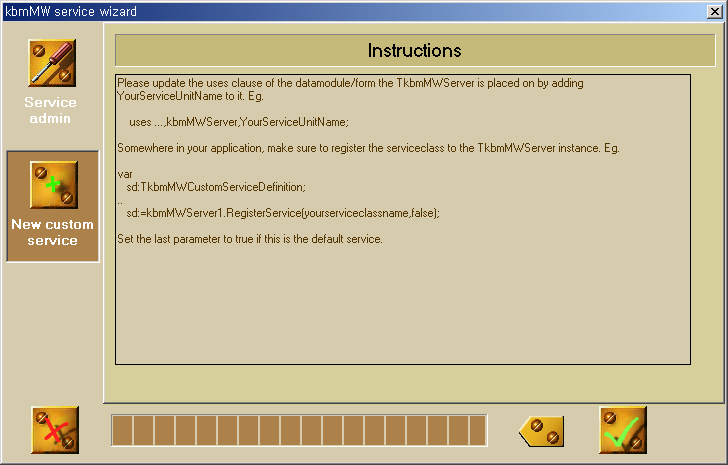 kbmMW service wizard
Instructions
Service
admin
New custom
service
Please update the uses clause of the datamodule/form the TkbmMWServer is placed on by adding
YourServiceUnitName to it. Eg.
uses ...,kbmMWServer,YourServiceUnitName;
Somewhere in your application, make sure to register the serviceclass to the TkbmMWServer instance. Eg.
var
sd:TkbmMWCustomServiceDefinition;
..
sd:=kbmMWServer1.RegisterService(yourserviceclassname,false);
Set the last parameter to true if this is the default service.